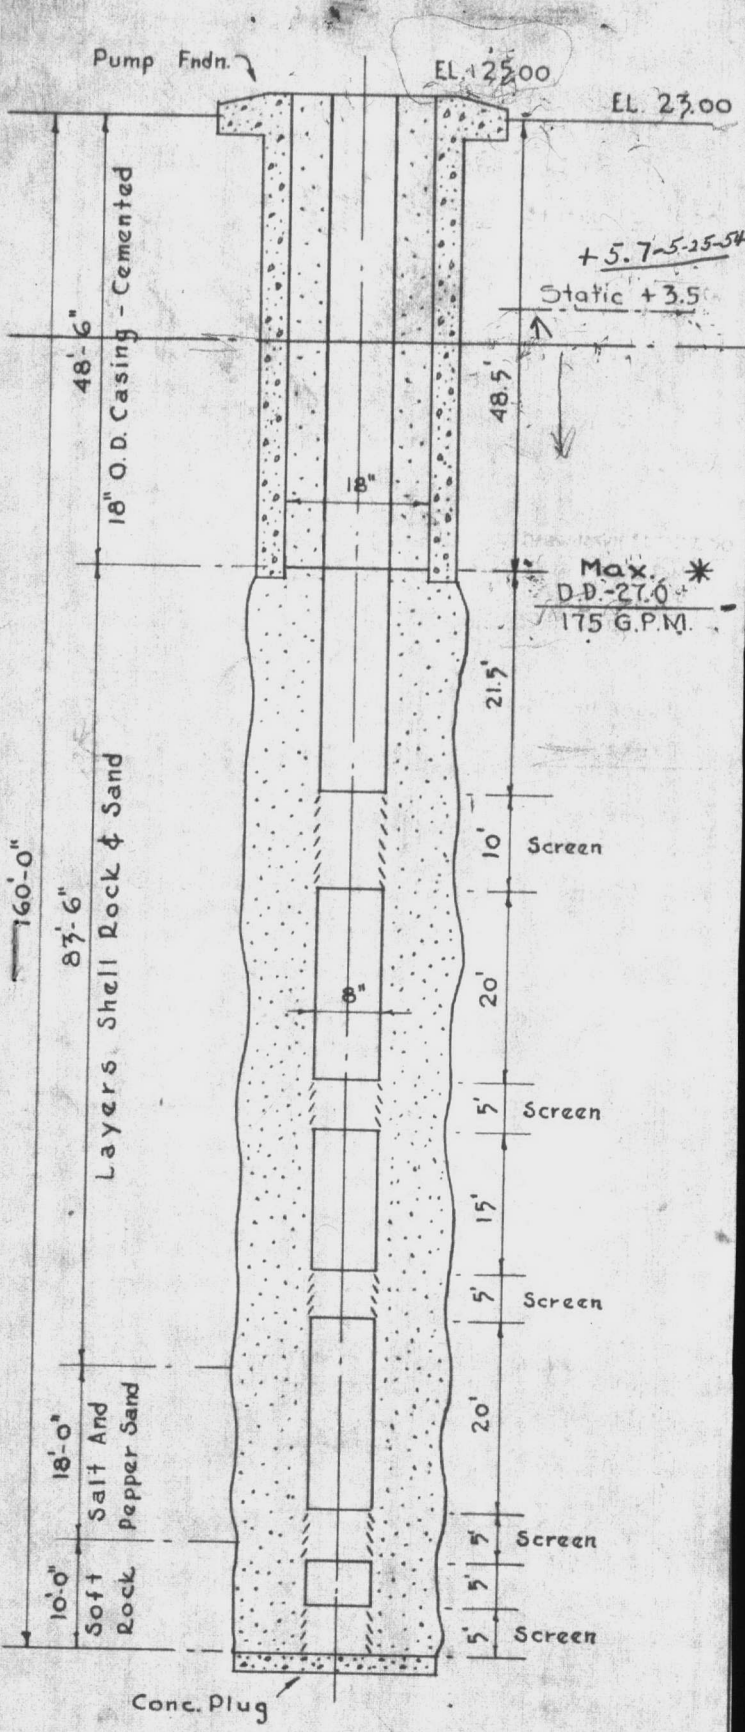 Pump Fndn.
EL. 25.00
EL. 23.00
+5.7-5-25-54
Static +3.5
48'-6"
18" O.D. Casing - Cemented
48.5'
18"
Max. *
D.D.-27.0
175 G.P.M.
21.5'
160'-0"
83'-6"
Layers Shell Rock & Sand
10' Screen
20'
8"
5' Screen
15'
5' Screen
20'
18'-0"
Salt And
Pepper Sand
5' Screen
5'
10'-0"
Soft
Rock
5' Screen
Conc. Plug